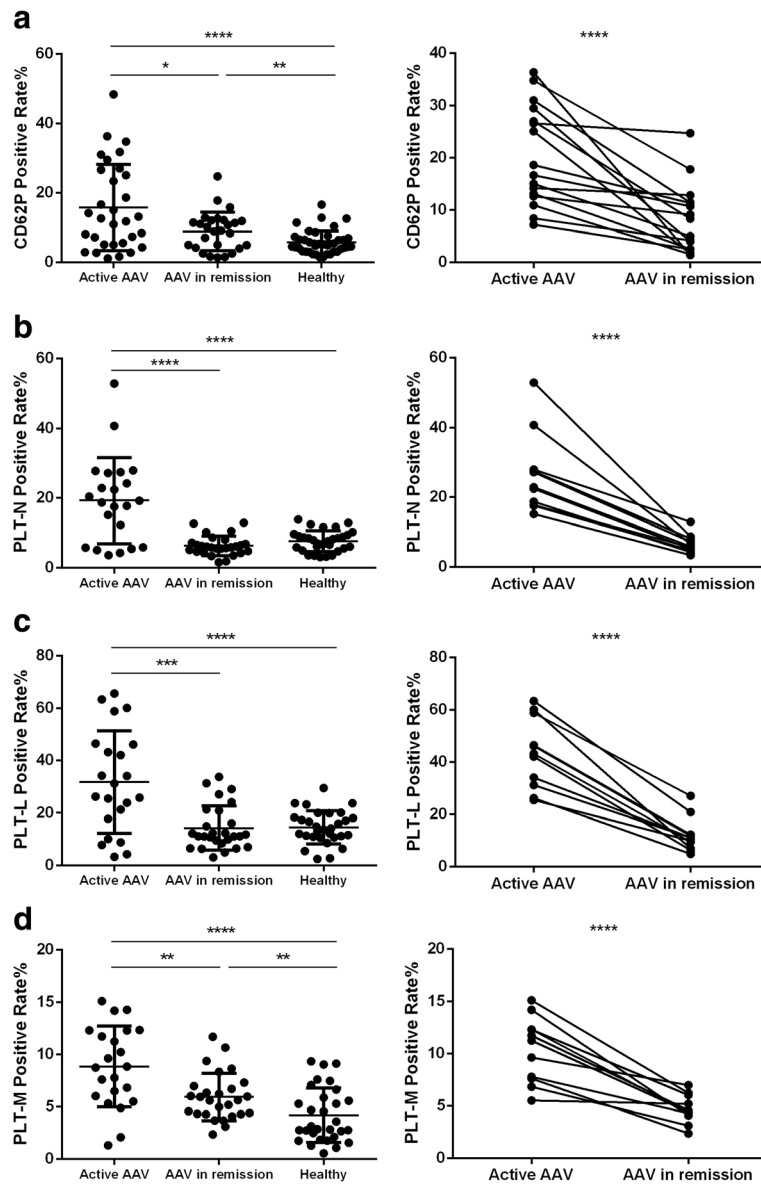 a
CD62P Positive Rate%
60
40
20
0
****
*
**
Active AAV
AAV in remission
Healthy
CD62P Positive Rate%
40
30
20
10
0
****
Active AAV
AAV in remission
b
PLT-N Positive Rate%
60
40
20
0
****
****
Active AAV
AAV in remission
Healthy
PLT-N Positive Rate%
60
40
20
0
****
Active AAV
AAV in remission
c
PLT-L Positive Rate%
80
60
40
20
0
****
***
Active AAV
AAV in remission
Healthy
PLT-L Positive Rate%
80
60
40
20
0
****
Active AAV
AAV in remission
d
PLT-M Positive Rate%
20
15
10
5
0
****
**
**
Active AAV
AAV in remission
Healthy
PLT-M Positive Rate%
20
15
10
5
0
****
Active AAV
AAV in remission